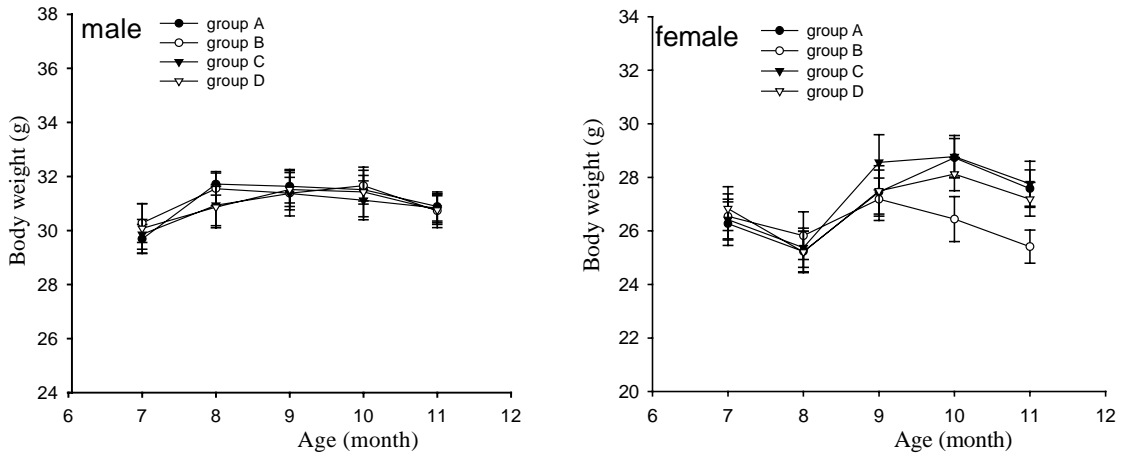 male
group A
group B
group C
group D
38
36
34
32
30
28
26
24
6
7
8
9
10
11
12
Body weight (g)
Age (month)
female
group A
group B
group C
group D
34
32
30
28
26
24
22
20
6
7
8
9
10
11
12
Body weight (g)
Age (month)